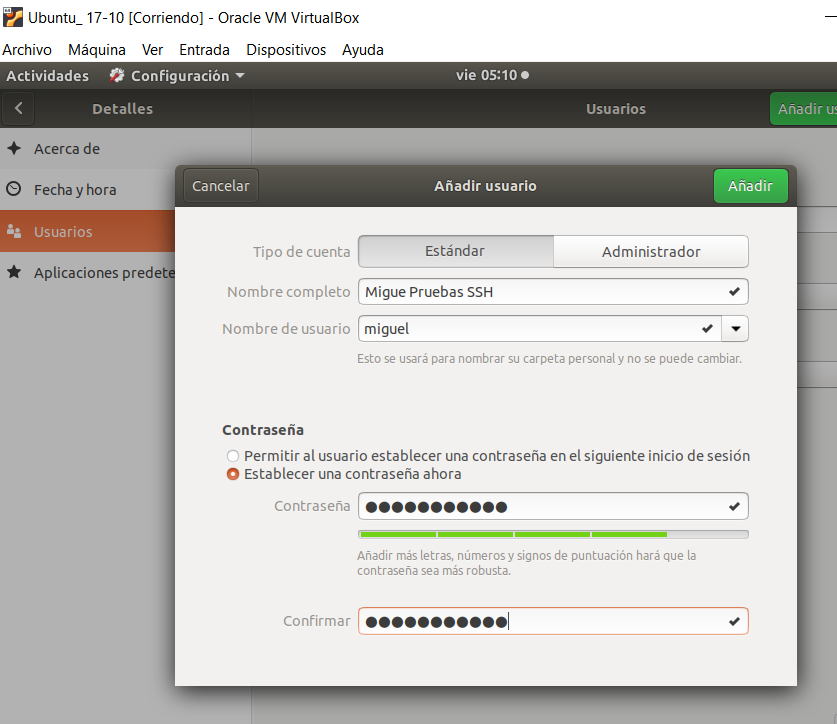 Ubuntu_ 17-10 [Corriendo] - Oracle VM VirtualBox
Archivo Máquina Ver Entrada Dispositivos Ayuda
Actividades Configuración vie 05:10
Detalles Usuarios Añadir us
Acerca de
Fecha y hora
Usuarios
Aplicaciones predete
Cancelar Añadir usuario Añadir
Tipo de cuenta Estándar Administrador
Nombre completo Migue Pruebas SSH
Nombre de usuario miguel
Esto se usará para nombrar su carpeta personal y no se puede cambiar.
Contraseña
Permitir al usuario establecer una contraseña en el siguiente inicio de sesión
Establecer una contraseña ahora
Contraseña ●●●●●●●●●●●
Añadir más letras, números y signos de puntuación hará que la
contraseña sea más robusta.
Confirmar ●●●●●●●●●●●